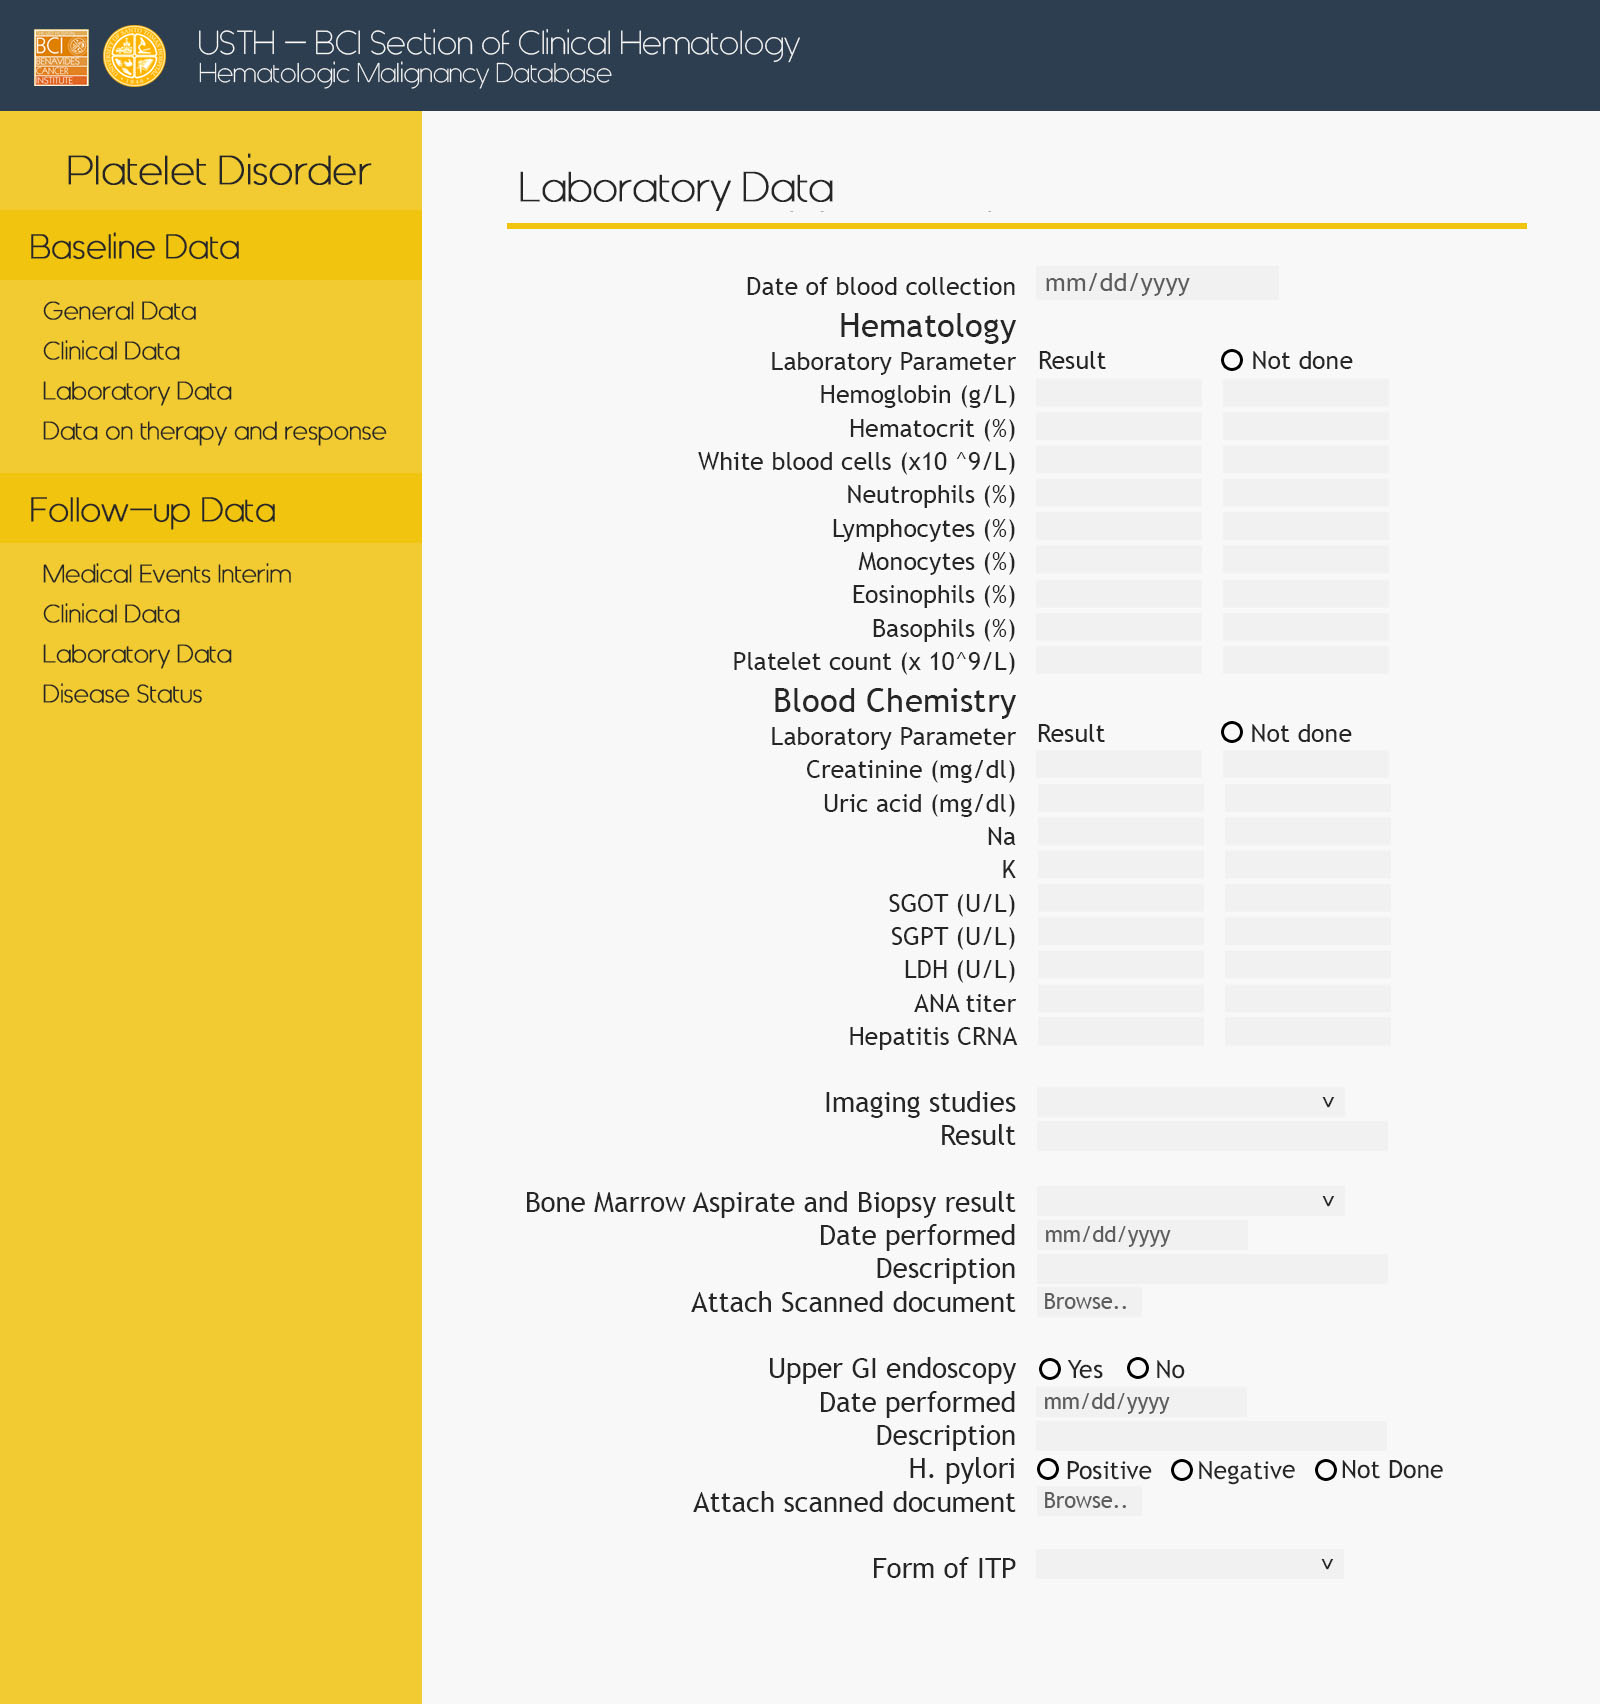 BCI
BENAVIDES
CANCER
INSTITUTE
USTH – BCI Section of Clinical Hematology
Hematologic Malignancy Database
Platelet Disorder
Baseline Data
General Data
Clinical Data
Laboratory Data
Data on therapy and response
Follow-up Data
Medical Events Interim
Clinical Data
Laboratory Data
Disease Status
Laboratory Data
Date of blood collection mm/dd/yyyy
Hematology
Laboratory Parameter Result Not done
Hemoglobin (g/L)
Hematocrit (%)
White blood cells (x10 ^9/L)
Neutrophils (%)
Lymphocytes (%)
Monocytes (%)
Eosinophils (%)
Basophils (%)
Platelet count (x 10^9/L)
Blood Chemistry
Laboratory Parameter Result Not done
Creatinine (mg/dl)
Uric acid (mg/dl)
Na
K
SGOT (U/L)
SGPT (U/L)
LDH (U/L)
ANA titer
Hepatitis CRNA
Imaging studies
Result
Bone Marrow Aspirate and Biopsy result
Date performed mm/dd/yyyy
Description
Attach Scanned document Browse..
Upper GI endoscopy Yes No
Date performed mm/dd/yyyy
Description
H. pylori Positive Negative Not Done
Attach scanned document Browse..
Form of ITP